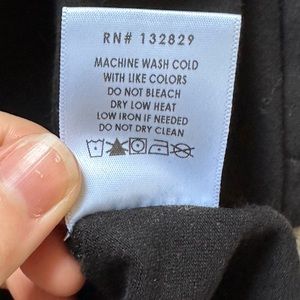 RN# 132829
MACHINE WASH COLD
WITH LIKE COLORS
DO NOT BLEACH
DRY LOW HEAT
LOW IRON IF NEEDED
DO NOT DRY CLEAN